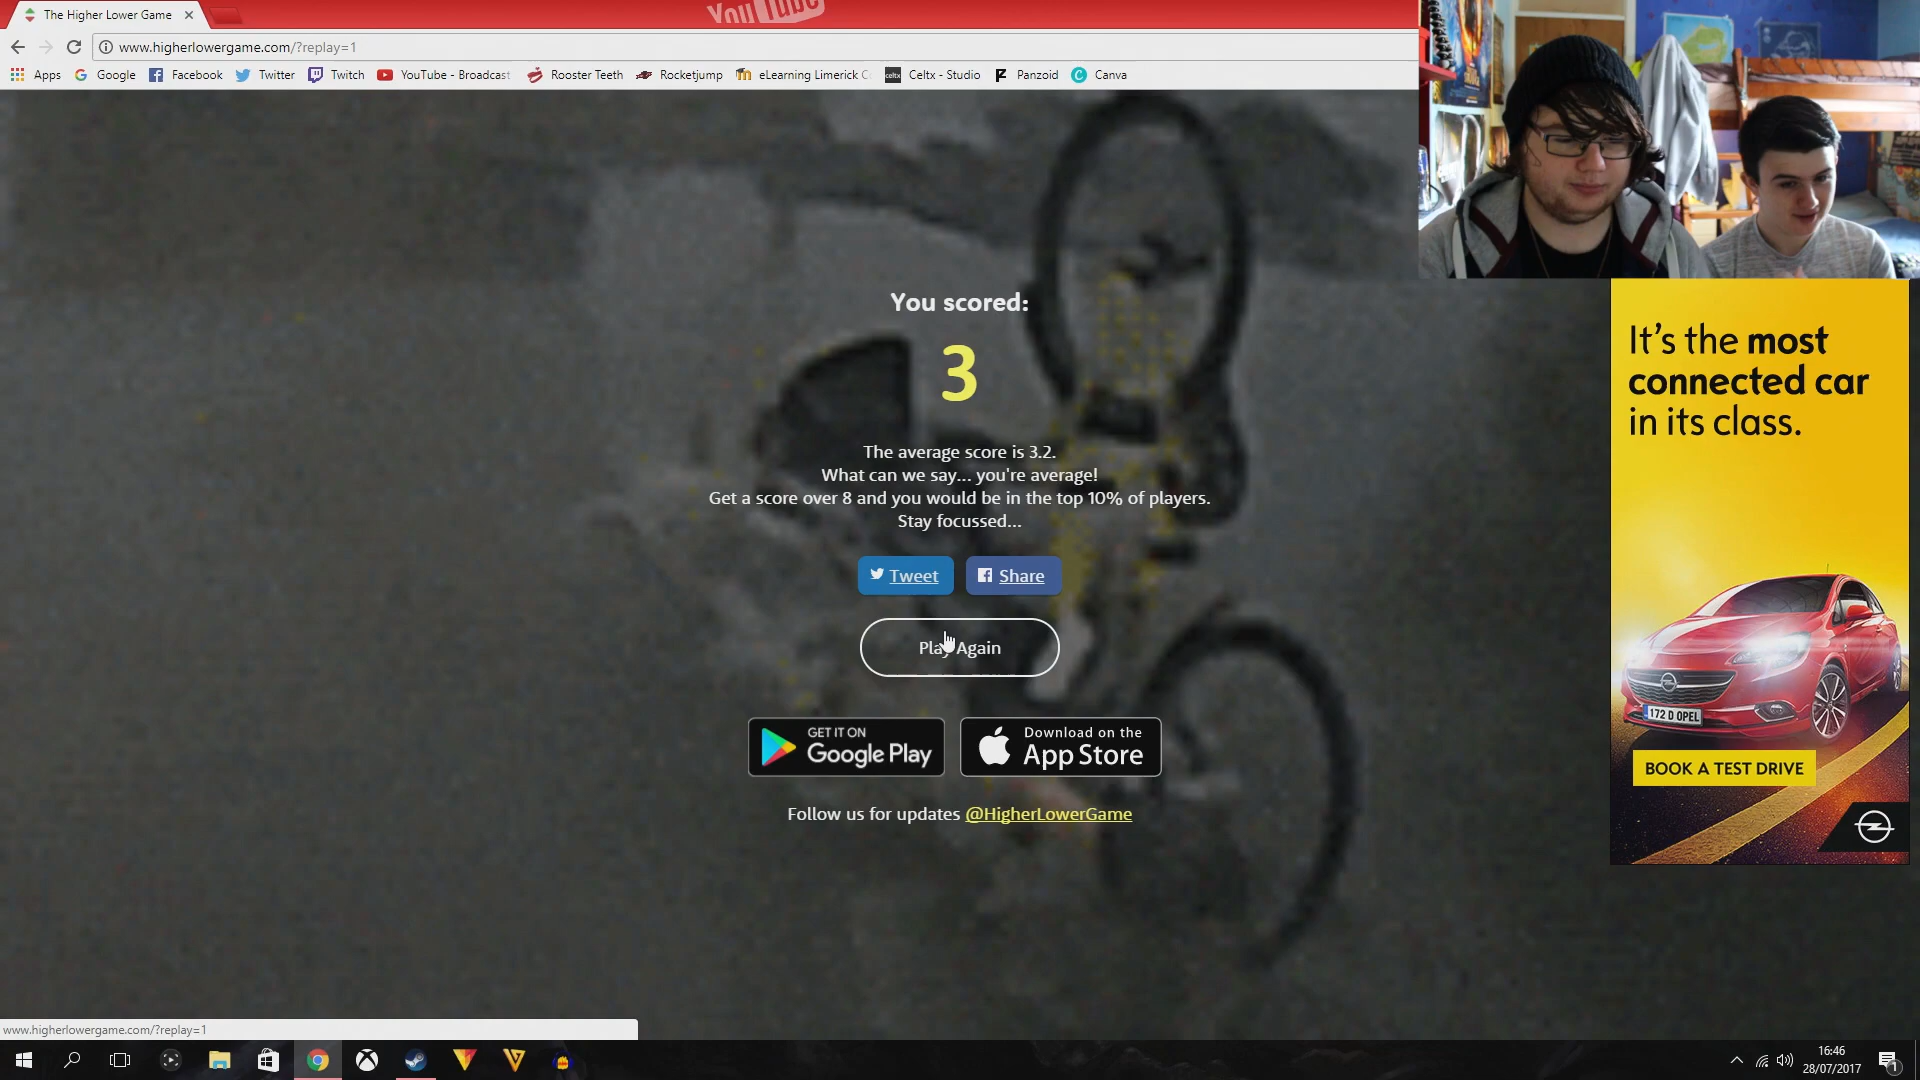 The Higher Lower Game
YouTube
www.higherlowergame.com/?replay=1
Apps Google Facebook Twitter Twitch YouTube - Broadcast Rooster Teeth Rocketjump eLearning Limerick Celtx - Studio Panzoid Canva
You scored:
3
The average score is 3.2.
What can we say... you're average!
Get a score over 8 and you would be in the top 10% of players.
Stay focussed...
Tweet Share
Play Again
GET IT ON
Google Play
Download on the
App Store
Follow us for updates @HigherLowerGame
It's the most
connected car
in its class.
172 D OPEL
BOOK A TEST DRIVE
www.higherlowergame.com/?replay=1
16:46
28/07/2017
1